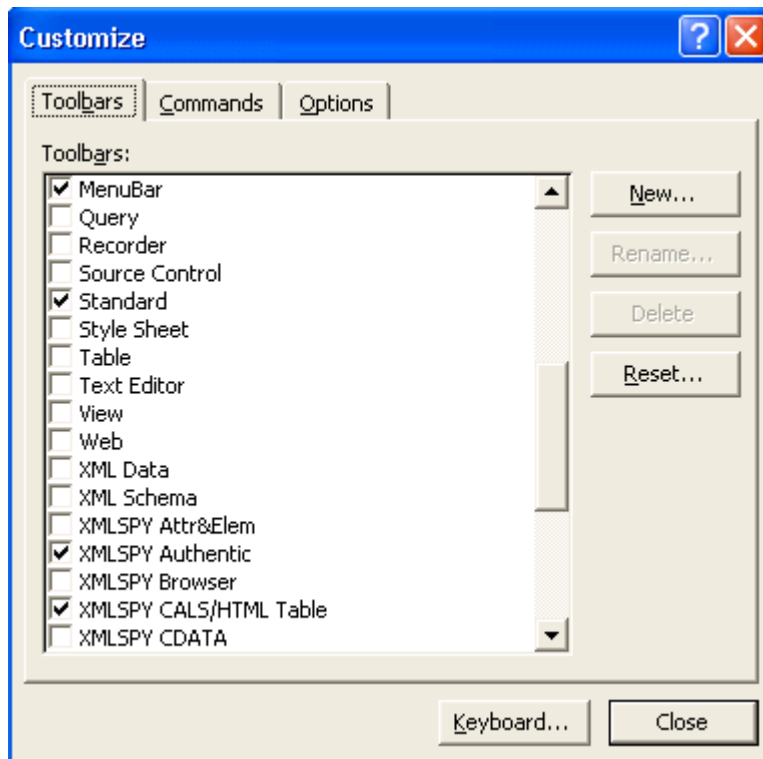 Customize
Toolbars Commands Options
Toolbars:
MenuBar
Query
Recorder
Source Control
Standard
Style Sheet
Table
Text Editor
View
Web
XML Data
XML Schema
XMLSPY Attr&Elem
XMLSPY Authentic
XMLSPY Browser
XMLSPY CALS/HTML Table
XMLSPY CDATA
New...
Rename...
Delete
Reset...
Keyboard... Close